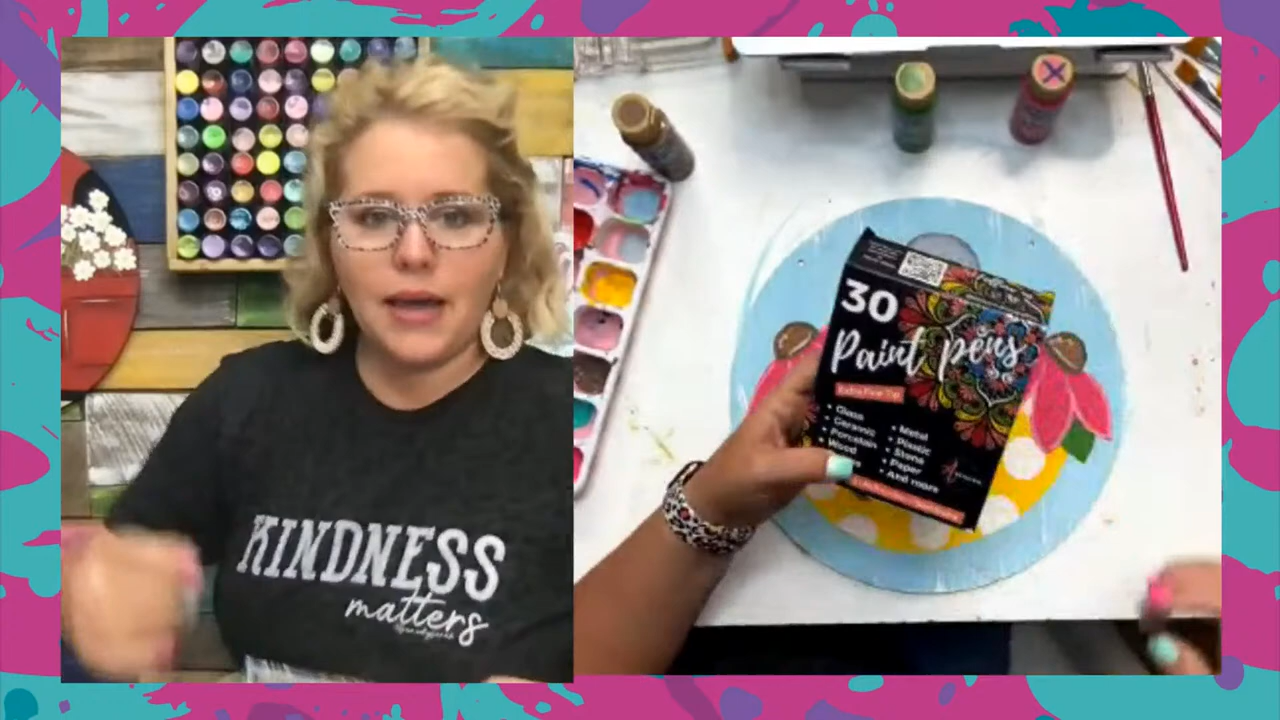 KINDNESS
matters
30
Paint pens
Extra Fine Tip
• Glass
• Ceramic
• Porcelain
• Wood
• Metal
• Plastic
• Stone
• Paper
• And more